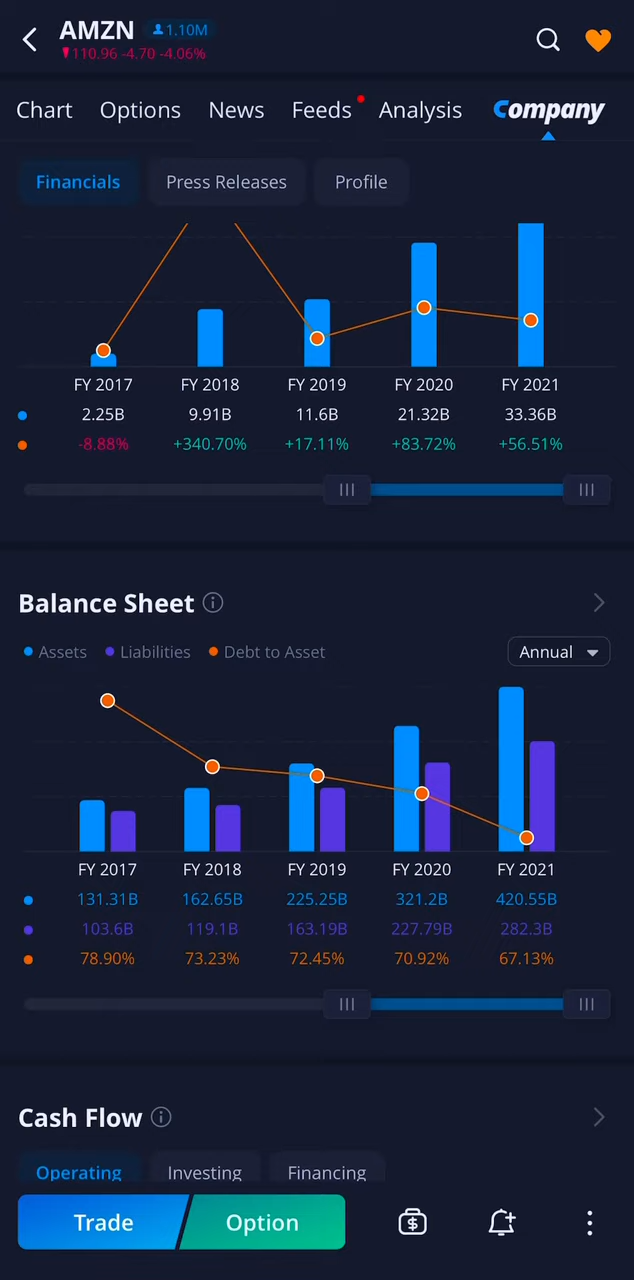 AMZN 1.10M
110.96 -4.70 -4.06%
Chart Options News Feeds Analysis Company
Financials Press Releases Profile
FY 2017 FY 2018 FY 2019 FY 2020 FY 2021
2.25B 9.91B 11.6B 21.32B 33.36B
-8.88% +340.70% +17.11% +83.72% +56.51%
Balance Sheet
Assets Liabilities Debt to Asset Annual
FY 2017 FY 2018 FY 2019 FY 2020 FY 2021
131.31B 162.65B 225.25B 321.2B 420.55B
103.6B 119.1B 163.19B 227.79B 282.3B
78.90% 73.23% 72.45% 70.92% 67.13%
Cash Flow
Operating Investing Financing
Trade Option